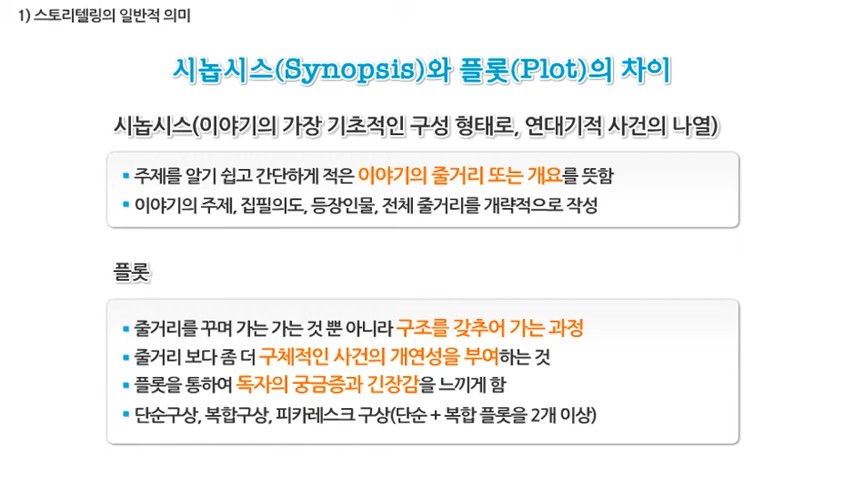 1) 스토리텔링의 일반적 의미
시놉시스(Synopsis)와 플롯(Plot)의 차이
시놉시스(이야기의 가장 기초적인 구성 형태로, 연대기적 사건의 나열)
▪ 주제를 알기 쉽고 간단하게 적은 이야기의 줄거리 또는 개요를 뜻함
▪ 이야기의 주제, 집필의도, 등장인물, 전체 줄거리를 개략적으로 작성
플롯
▪ 줄거리를 꾸며 가는 가는 것 뿐 아니라 구조를 갖추어 가는 과정
▪ 줄거리 보다 좀 더 구체적인 사건의 개연성을 부여하는 것
▪ 플롯을 통하여 독자의 궁금증과 긴장감을 느끼게 함
▪ 단순구상, 복합구상, 피카레스크 구상(단순 + 복합 플롯을 2개 이상)